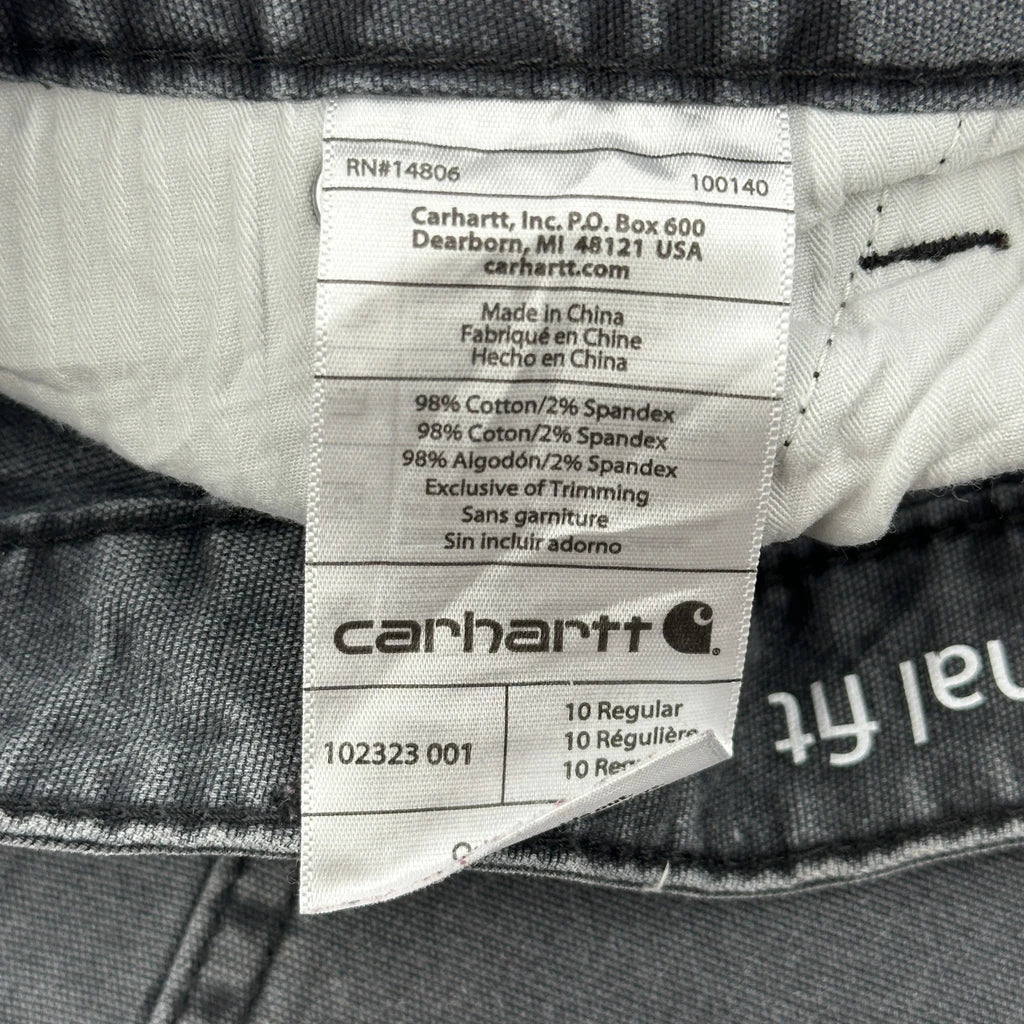 RN#14806 100140
Carhartt, Inc. P.O. Box 600
Dearborn, MI 48121 USA
carhartt.com
Made in China
Fabriqué en Chine
Hecho en China
98% Cotton/2% Spandex
98% Coton/2% Spandex
98% Algodón/2% Spandex
Exclusive of Trimming
Sans garniture
Sin incluir adorno
carhartt
102323 001
10 Regular
10 Régulière
10
fit